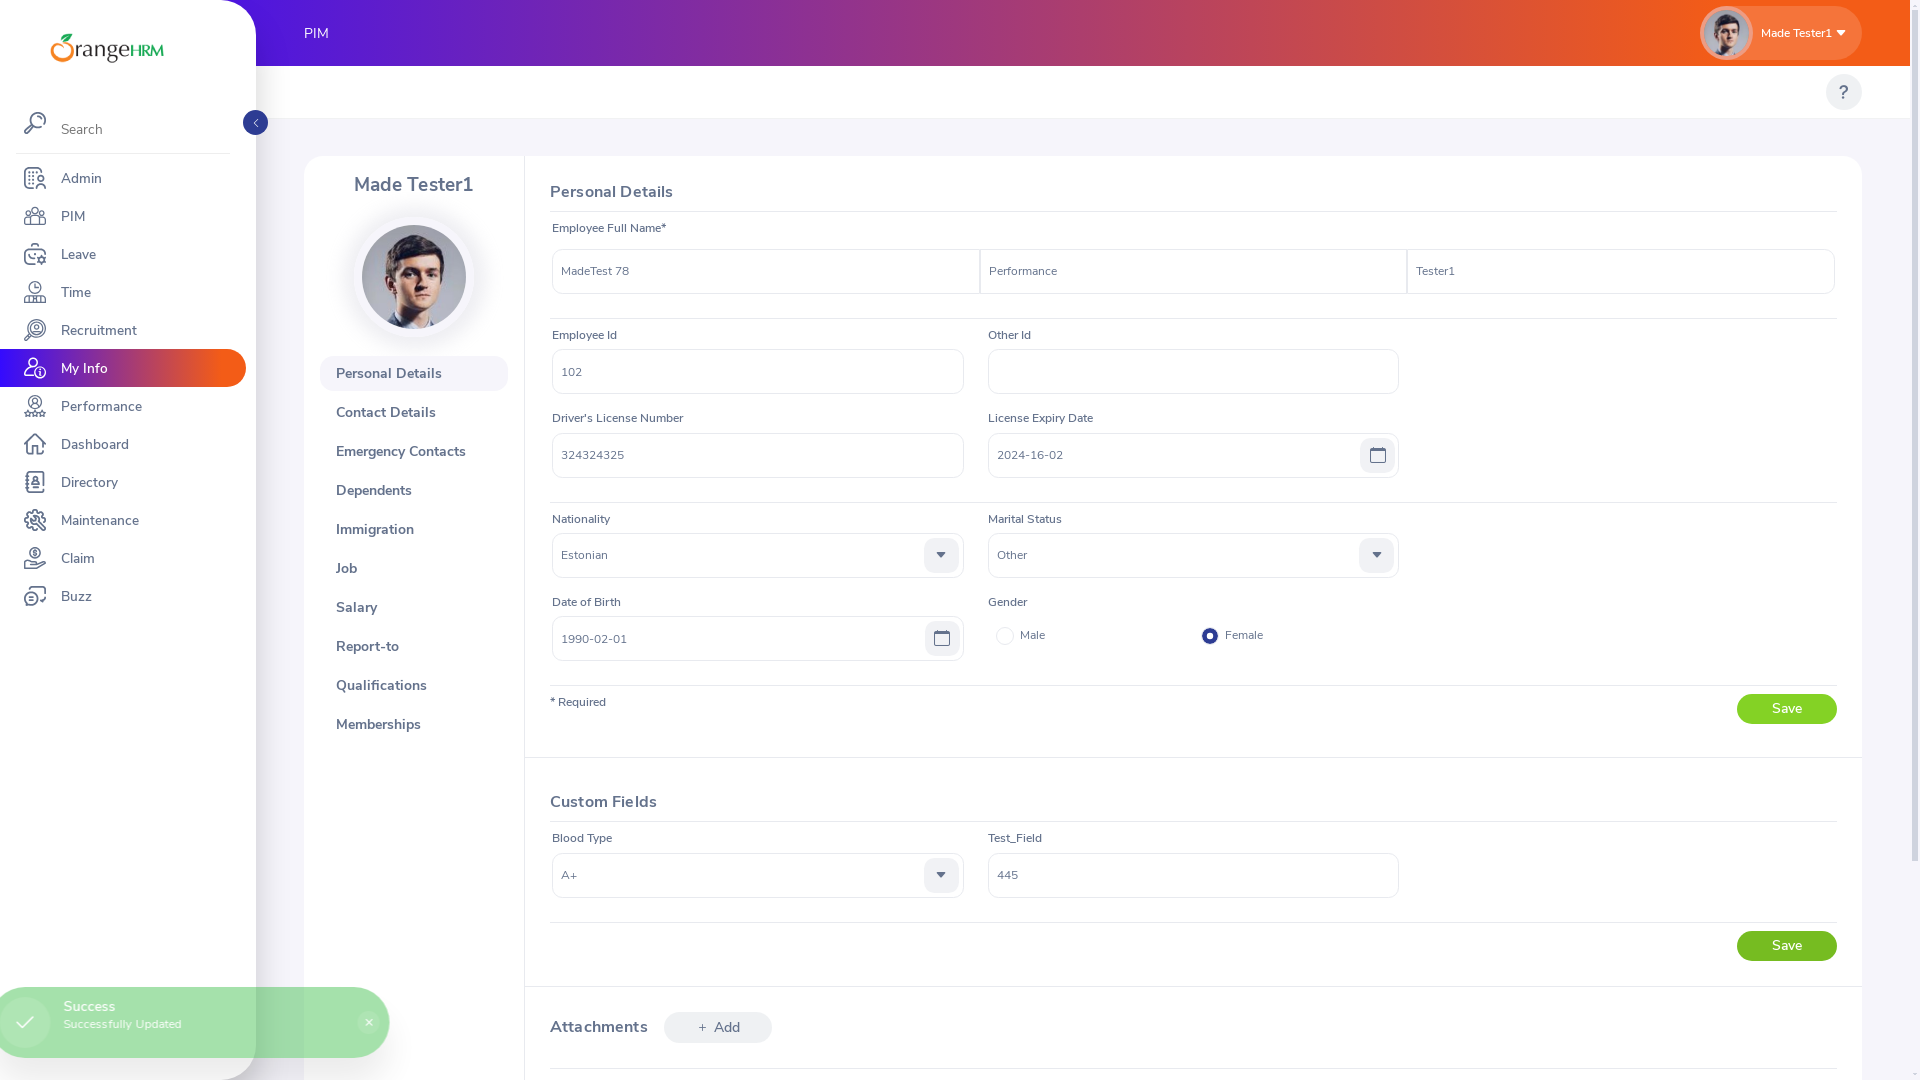 OrangeHRM
PIM
Made Tester1
?
Search
Admin
PIM
Leave
Time
Recruitment
My Info
Performance
Dashboard
Directory
Maintenance
Claim
Buzz
Made Tester1
Personal Details
Contact Details
Emergency Contacts
Dependents
Immigration
Job
Salary
Report-to
Qualifications
Memberships
Personal Details
Employee Full Name*
MadeTest 78 Performance Tester1
Employee Id Other Id
102
Driver's License Number License Expiry Date
324324325 2024-16-02
Nationality Marital Status
Estonian Other
Date of Birth Gender
1990-02-01 Male Female
* Required
Save
Custom Fields
Blood Type Test_Field
A+ 445
Save
Attachments + Add
Success
Successfully Updated
×